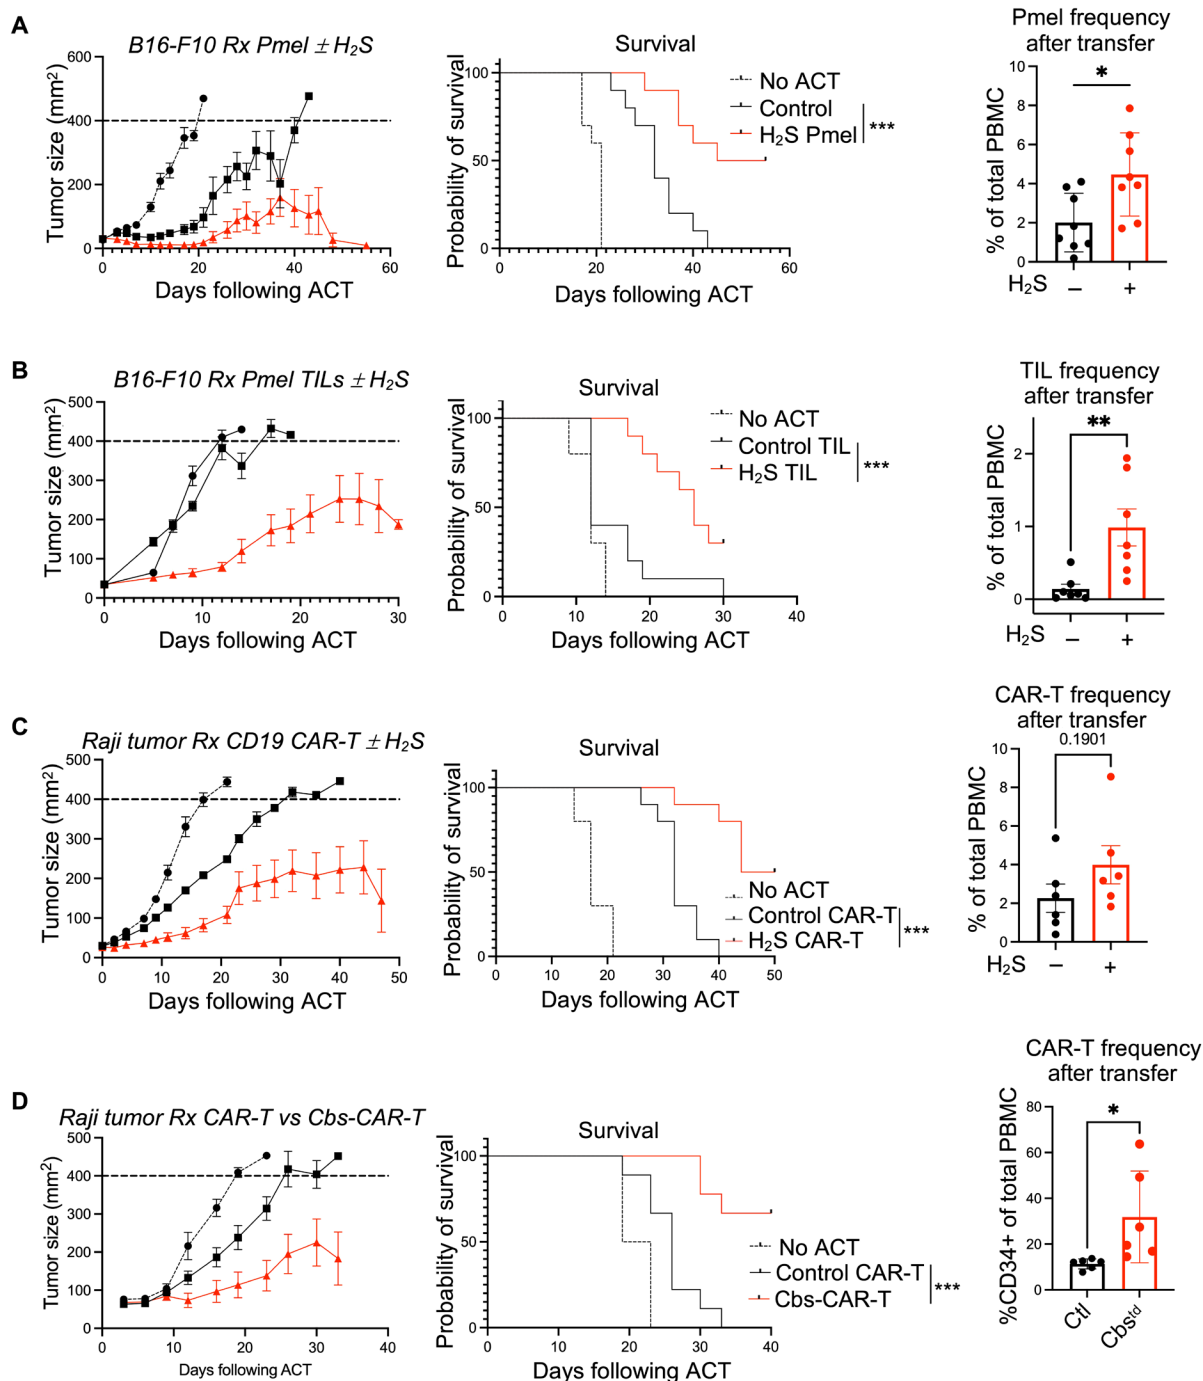 A
B16-F10 Rx Pmel ± H₂S
Tumor size (mm²)
600
400
200
0
0 20 40 60
Days following ACT
Survival
Probability of survival
100
50
0
0 20 40 60
Days following ACT
No ACT
Control
H₂S Pmel
***
Pmel frequency
after transfer
*
% of total PBMC
10
8
6
4
2
0
H₂S – +
B
B16-F10 Rx Pmel TILs ± H₂S
Tumor size (mm²)
500
400
300
200
100
0
0 10 20 30
Days following ACT
Survival
Probability of survival
100
50
0
0 10 20 30 40
Days following ACT
No ACT
Control TIL
H₂S TIL
***
TIL frequency
after transfer
**
% of total PBMC
2
1
0
H₂S – +
C
Raji tumor Rx CD19 CAR-T ± H₂S
Tumor size (mm²)
500
400
300
200
100
0
0 10 20 30 40 50
Days following ACT
Survival
Probability of survival
100
50
0
0 10 20 30 40 50
Days following ACT
No ACT
Control CAR-T
H₂S CAR-T
***
CAR-T frequency
after transfer
0.1901
% of total PBMC
10
8
6
4
2
0
H₂S – +
D
Raji tumor Rx CAR-T vs Cbs-CAR-T
Tumor size (mm²)
500
400
300
200
100
0
0 10 20 30 40
Days following ACT
Survival
Probability of survival
100
50
0
0 10 20 30 40
Days following ACT
No ACT
Control CAR-T
Cbs-CAR-T
***
CAR-T frequency
after transfer
*
%CD34+ of total PBMC
80
60
40
20
0
Ctl
Cbsᵗᵈ